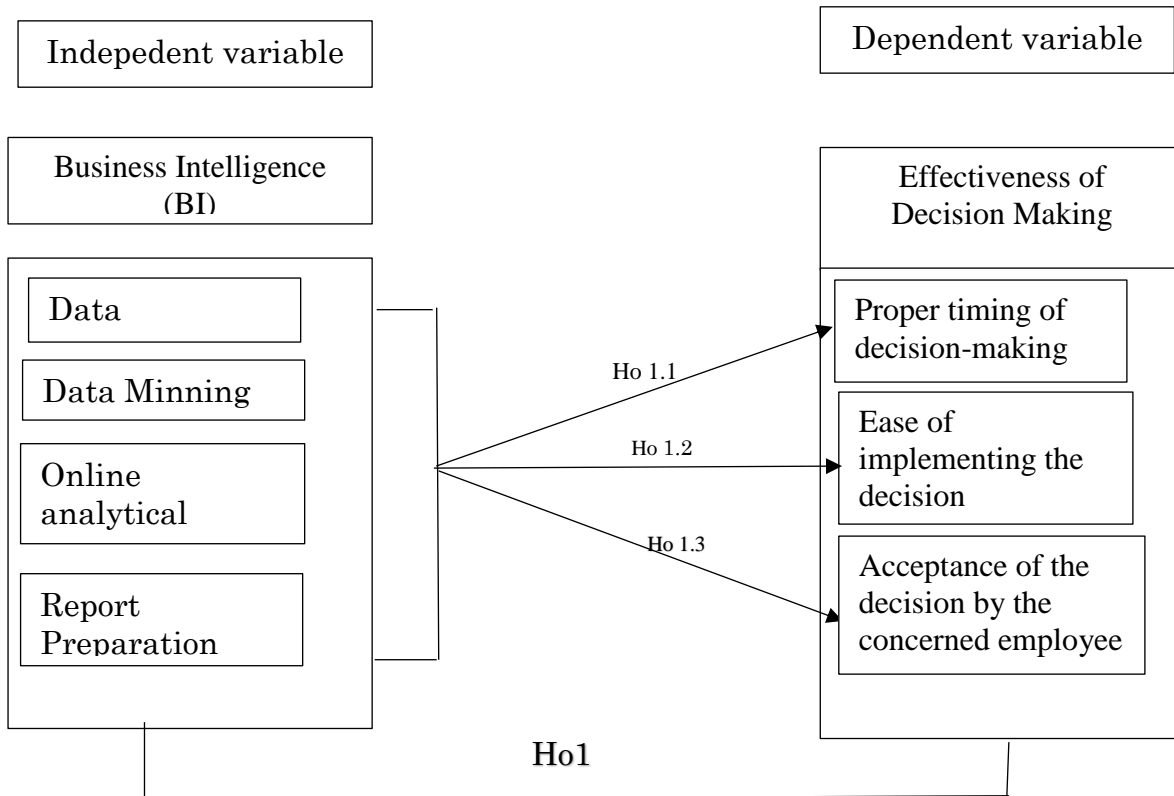 Indepedent variable
Dependent variable
Business Intelligence
(BI)
Effectiveness of
Decision Making
Data
Data Minning
Online
analytical
Report
Preparation
Ho 1.1
Ho 1.2
Ho 1.3
Proper timing of
decision-making
Ease of
implementing the
decision
Acceptance of the
decision by the
concerned employee
Ho1